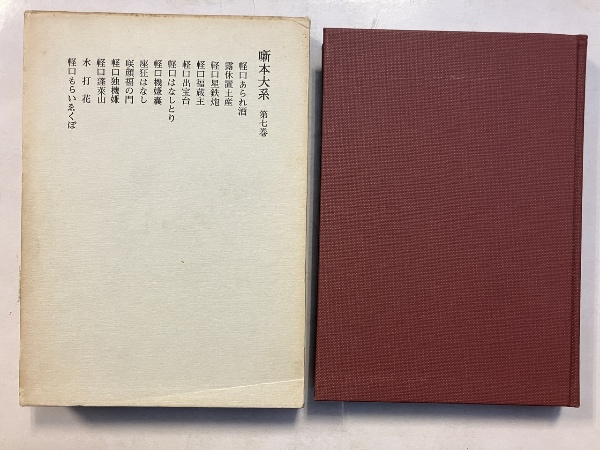 噺本大系 第七巻
軽口あられ酒
露休置土産
軽口星鉄炮
軽口福蔵主
軽口出宝台
軽口はなしとり
軽口機嫌嚢
座狂はなし
咲顔福の門
軽口独機嫌
軽口蓬莱山
水打花
軽口もらいゑくぼ